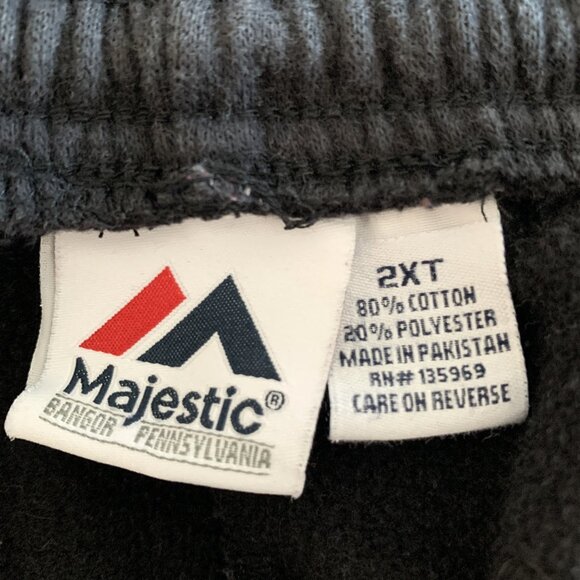 Majestic®
BANGOR PENNSYLVANIA
2XT
80% COTTON
20% POLYESTER
MADE IN PAKISTAN
RN# 135969
CARE ON REVERSE